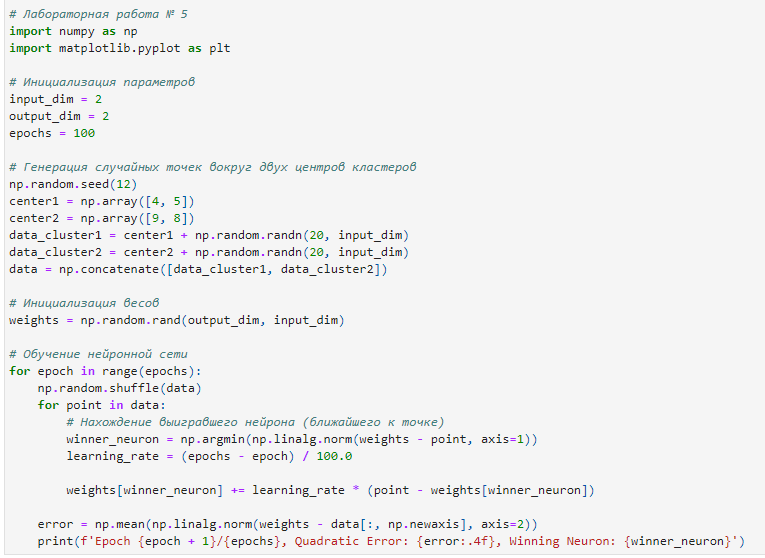 # Лабораторная работа № 5
import numpy as np
import matplotlib.pyplot as plt

# Инициализация параметров
input_dim = 2
output_dim = 2
epochs = 100

# Генерация случайных точек вокруг двух центров кластеров
np.random.seed(12)
center1 = np.array([4, 5])
center2 = np.array([9, 8])
data_cluster1 = center1 + np.random.randn(20, input_dim)
data_cluster2 = center2 + np.random.randn(20, input_dim)
data = np.concatenate([data_cluster1, data_cluster2])

# Инициализация весов
weights = np.random.rand(output_dim, input_dim)

# Обучение нейронной сети
for epoch in range(epochs):
    np.random.shuffle(data)
    for point in data:
        # Нахождение выигравшего нейрона (ближайшего к точке)
        winner_neuron = np.argmin(np.linalg.norm(weights - point, axis=1))
        learning_rate = (epochs - epoch) / 100.0

        weights[winner_neuron] += learning_rate * (point - weights[winner_neuron])

    error = np.mean(np.linalg.norm(weights - data[:, np.newaxis], axis=2))
    print(f'Epoch {epoch + 1}/{epochs}, Quadratic Error: {error:.4f}, Winning Neuron: {winner_neuron}')